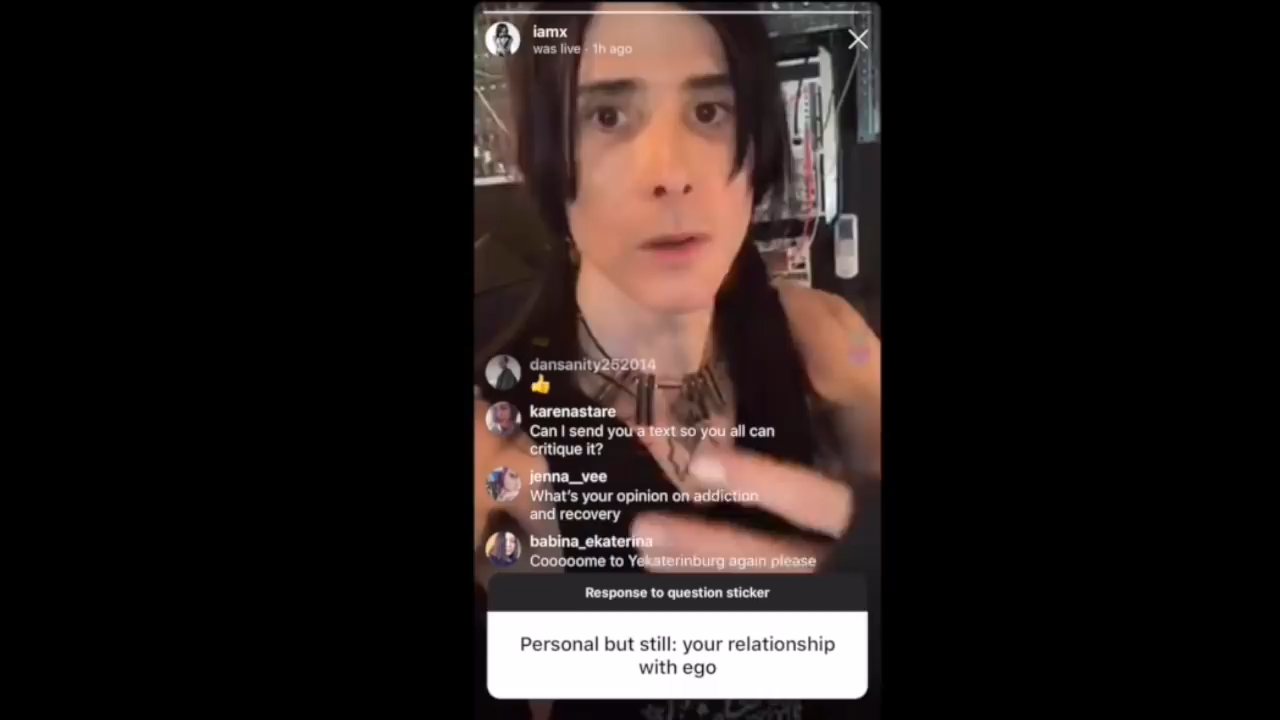 iamx
was live · 1h ago
dansanity252014
👍
karenastare
Can I send you a text so you all can
critique it?
jenna__vee
What's your opinion on addiction
and recovery
babina_ekaterina
Cooooome to Yekaterinburg again please
Response to question sticker
Personal but still: your relationship
with ego